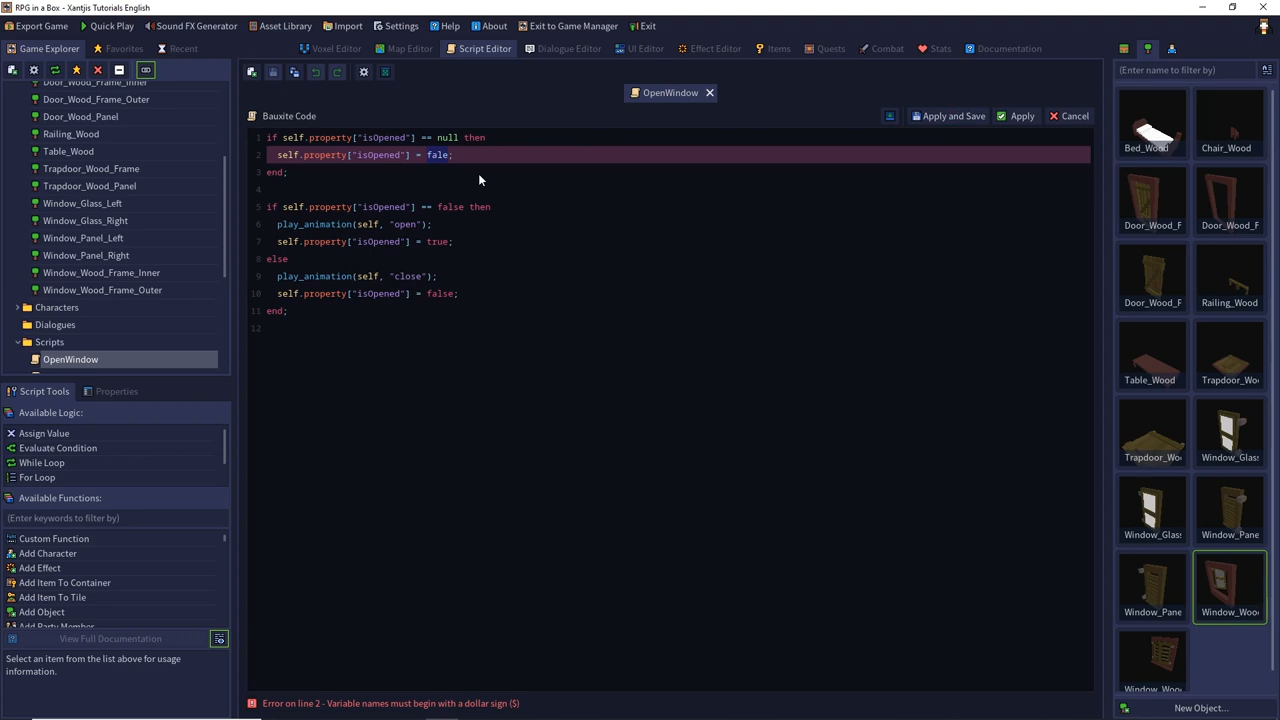 RPG in a Box - Xantjis Tutorials English
Export Game
Quick Play
Sound FX Generator
Asset Library
Import
Settings
Help
About
Exit to Game Manager
Exit
Game Explorer
Favorites
Recent
Voxel Editor
Map Editor
Script Editor
Dialogue Editor
UI Editor
Effect Editor
Items
Quests
Combat
Stats
Documentation
Door_Wood_Frame_Inner
Door_Wood_Frame_Outer
Door_Wood_Panel
Railing_Wood
Table_Wood
Trapdoor_Wood_Frame
Trapdoor_Wood_Panel
Window_Glass_Left
Window_Glass_Right
Window_Panel_Left
Window_Panel_Right
Window_Wood_Frame_Inner
Window_Wood_Frame_Outer
Characters
Dialogues
Scripts
OpenWindow
Script Tools
Properties
Available Logic:
Assign Value
Evaluate Condition
While Loop
For Loop
Available Functions:
(Enter keywords to filter by)
Custom Function
Add Character
Add Effect
Add Item To Container
Add Item To Tile
Add Object
Add Party Member
View Full Documentation
Select an item from the list above for usage
information.
OpenWindow
Bauxite Code
Apply and Save
Apply
Cancel
1 if self.property["isOpened"] == null then
2 self.property["isOpened"] = fale;
3 end;
4
5 if self.property["isOpened"] == false then
6 play_animation(self, "open");
7 self.property["isOpened"] = true;
8 else
9 play_animation(self, "close");
10 self.property["isOpened"] = false;
11 end;
12
Error on line 2 - Variable names must begin with a dollar sign ($)
(Enter name to filter by)
Bed_Wood
Chair_Wood
Door_Wood_F
Door_Wood_F
Door_Wood_F
Railing_Wood
Table_Wood
Trapdoor_Woo
Trapdoor_Woo
Window_Glass
Window_Glass
Window_Pane
Window_Pane
Window_Woo
Window_Woo
New Object...